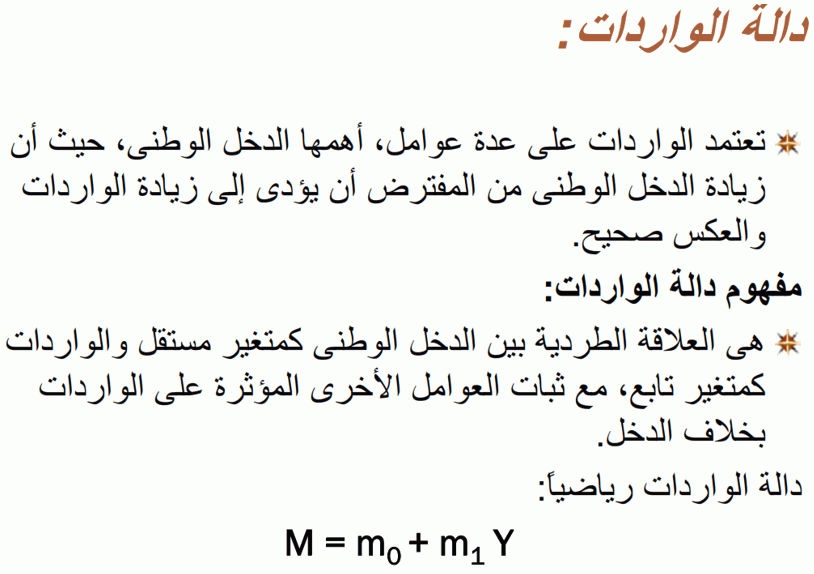 دالة الواردات:
تعتمد الواردات على عدة عوامل، أهمها الدخل الوطنى، حيث أن
زيادة الدخل الوطنى من المفترض أن يؤدى إلى زيادة الواردات
والعكس صحيح.
مفهوم دالة الواردات:
هى العلاقة الطردية بين الدخل الوطنى كمتغير مستقل والواردات
كمتغير تابع، مع ثبات العوامل الأخرى المؤثرة على الواردات
بخلاف الدخل.
دالة الواردات رياضياً:
M = m₀ + m₁ Y